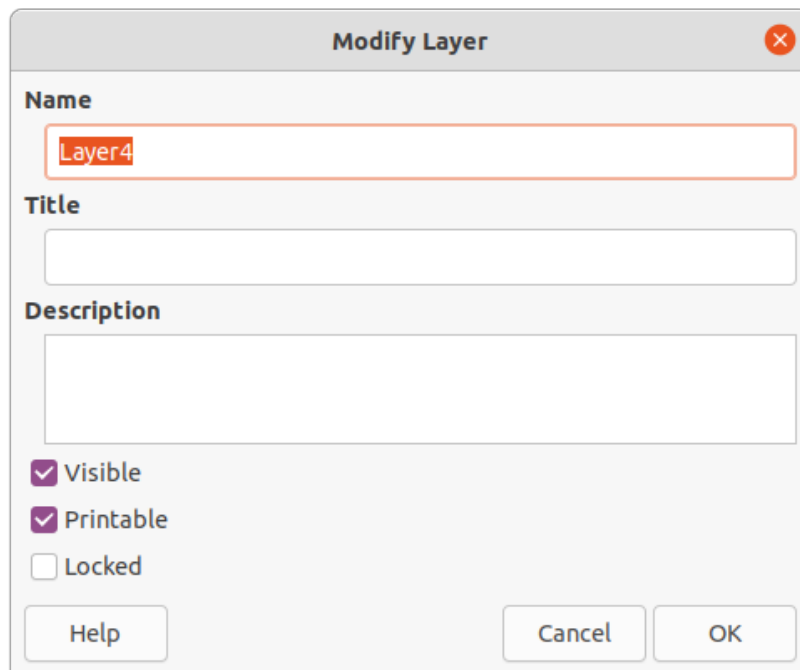 Modify Layer
Name
Layer4
Title
Description
Visible
Printable
Locked
Help Cancel OK